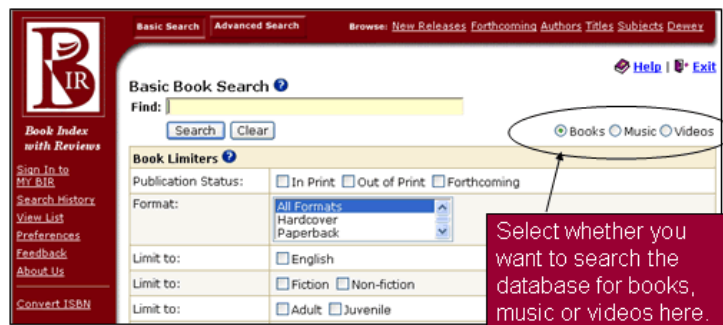 Basic Search Advanced Search Browse: New Releases Forthcoming Authors Titles Subjects Dewey
Help | Exit
BIR
Book Index
with Reviews
Sign In to
MY BIR
Search History
View List
Preferences
Feedback
About Us
Convert ISBN
Basic Book Search ?
Find:
Search Clear
Books Music Videos
Book Limiters ?
Publication Status: In Print Out of Print Forthcoming
Format: All Formats
Hardcover
Paperback
Limit to: English
Limit to: Fiction Non-fiction
Limit to: Adult Juvenile
Select whether you
want to search the
database for books,
music or videos here.